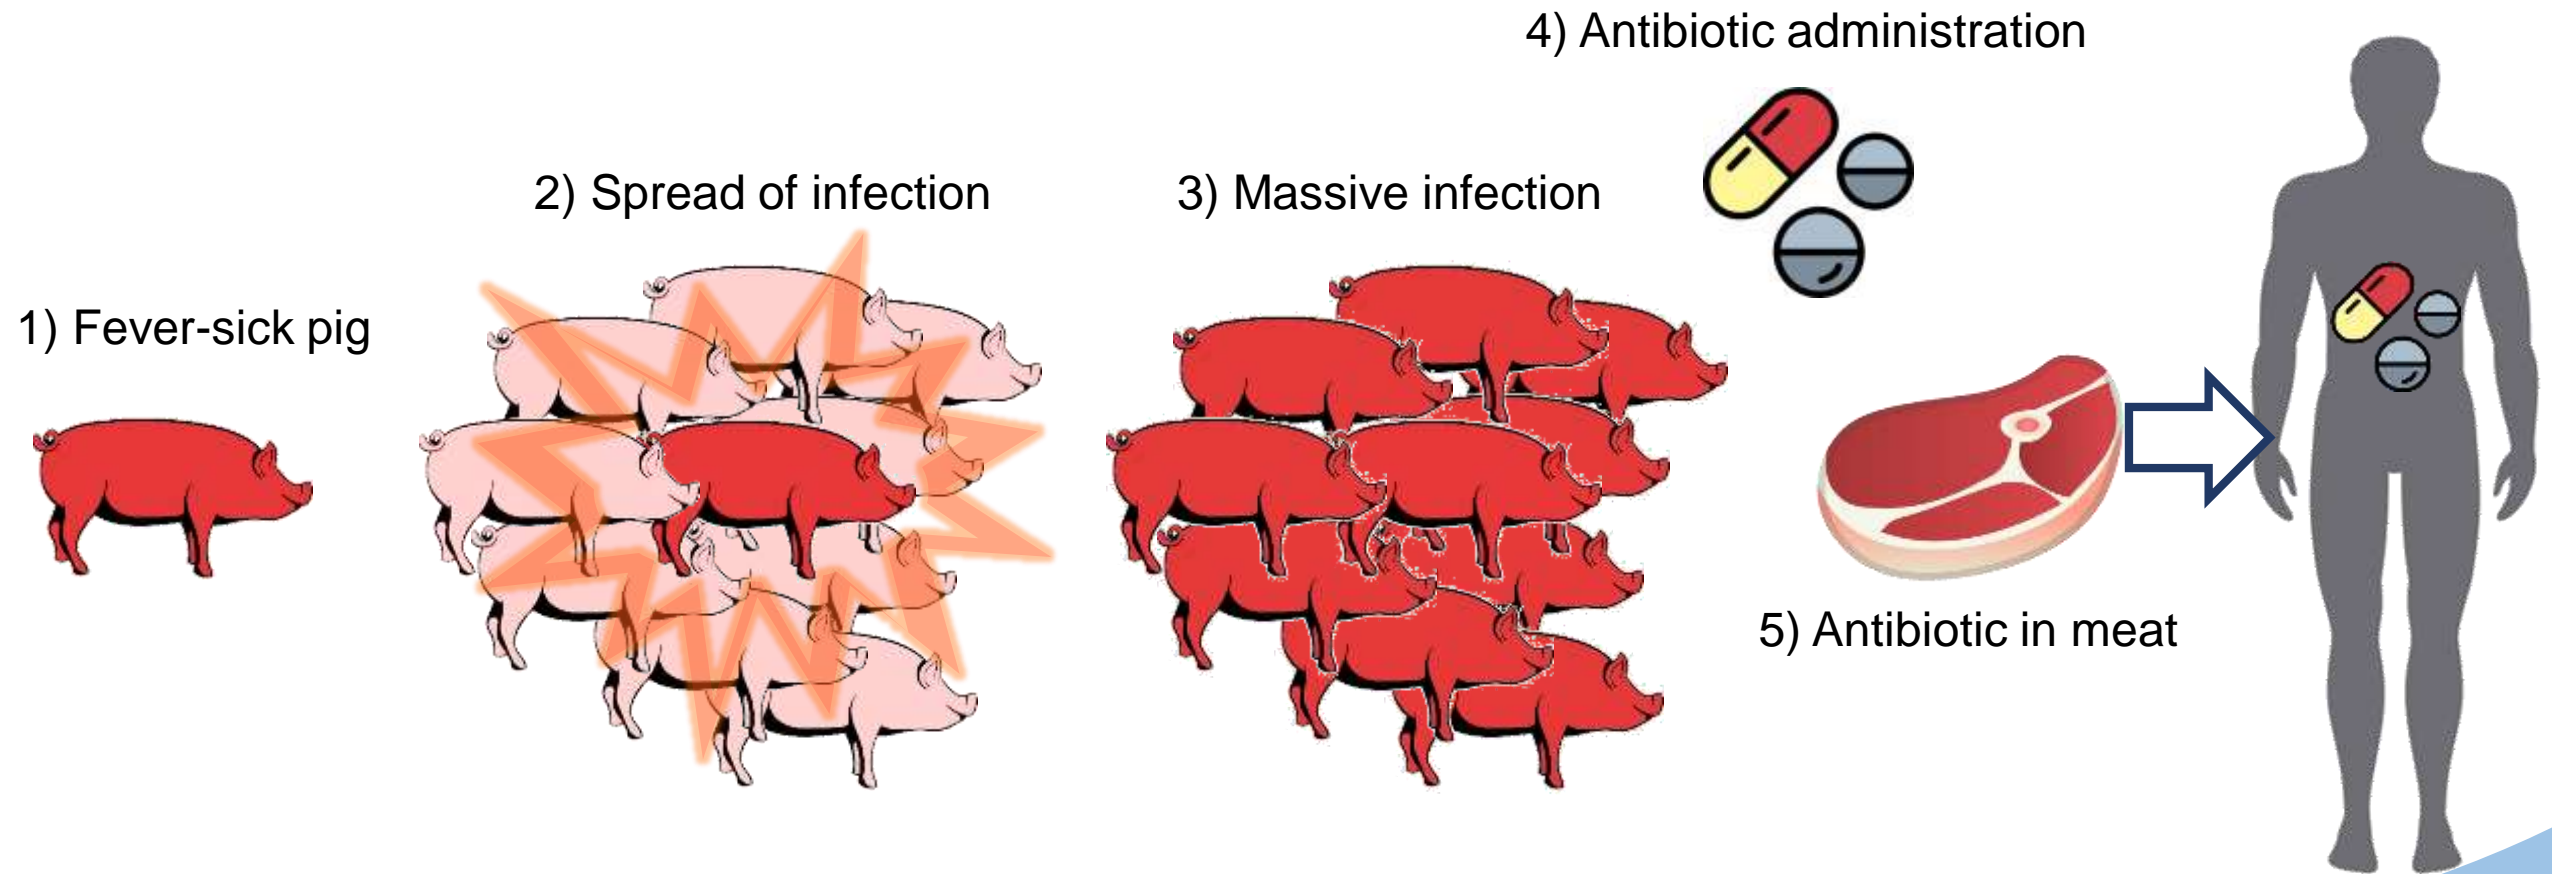 1) Fever-sick pig
2) Spread of infection
3) Massive infection
4) Antibiotic administration
5) Antibiotic in meat